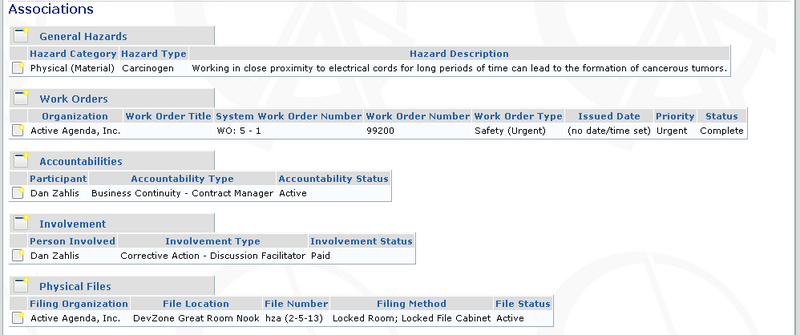 Associations
General Hazards
Hazard Category Hazard Type Hazard Description
Physical (Material) Carcinogen Working in close proximity to electrical cords for long periods of time can lead to the formation of cancerous tumors.
Work Orders
Organization Work Order Title System Work Order Number Work Order Number Work Order Type Issued Date Priority Status
Active Agenda, Inc. WO: 5 - 1 99200 Safety (Urgent) (no date/time set) Urgent Complete
Accountabilities
Participant Accountability Type Accountability Status
Dan Zahlis Business Continuity - Contract Manager Active
Involvement
Person Involved Involvement Type Involvement Status
Dan Zahlis Corrective Action - Discussion Facilitator Paid
Physical Files
Filing Organization File Location File Number Filing Method File Status
Active Agenda, Inc. DevZone Great Room Nook hza (2-5-13) Locked Room; Locked File Cabinet Active